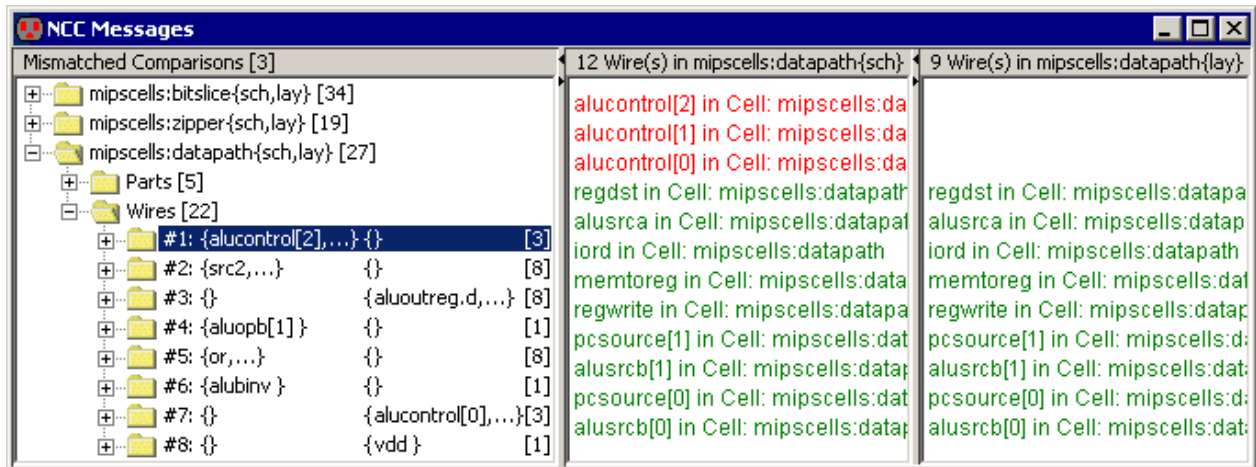 NCC Messages
Mismatched Comparisons [3]
mipscells:bitslice{sch,lay} [34]
mipscells:zipper{sch,lay} [19]
mipscells:datapath{sch,lay} [27]
Parts [5]
Wires [22]
#1: {alucontrol[2],...} {} [3]
#2: {src2,...} {} [8]
#3: {} {aluoutreg.d,...} [8]
#4: {aluopb[1] } {} [1]
#5: {or,...} {} [8]
#6: {alubinv } {} [1]
#7: {} {alucontrol[0],...}[3]
#8: {} {vdd } [1]
12 Wire(s) in mipscells:datapath{sch}
alucontrol[2] in Cell: mipscells:da
alucontrol[1] in Cell: mipscells:da
alucontrol[0] in Cell: mipscells:da
regdst in Cell: mipscells:datapath
alusrca in Cell: mipscells:datapat
iord in Cell: mipscells:datapath
memtoreg in Cell: mipscells:data
regwrite in Cell: mipscells:datapa
pcsource[1] in Cell: mipscells:dat
alusrcb[1] in Cell: mipscells:datap
pcsource[0] in Cell: mipscells:dat
alusrcb[0] in Cell: mipscells:datap
9 Wire(s) in mipscells:datapath{lay}
regdst in Cell: mipscells:datapa
alusrca in Cell: mipscells:datap
iord in Cell: mipscells:datapath
memtoreg in Cell: mipscells:dat
regwrite in Cell: mipscells:datap
pcsource[1] in Cell: mipscells:da
alusrcb[1] in Cell: mipscells:data
pcsource[0] in Cell: mipscells:da
alusrcb[0] in Cell: mipscells:data